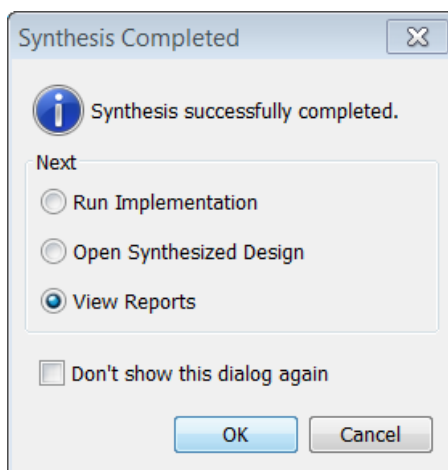 Synthesis Completed
Synthesis successfully completed.
Next
Run Implementation
Open Synthesized Design
View Reports
Don't show this dialog again
OK Cancel